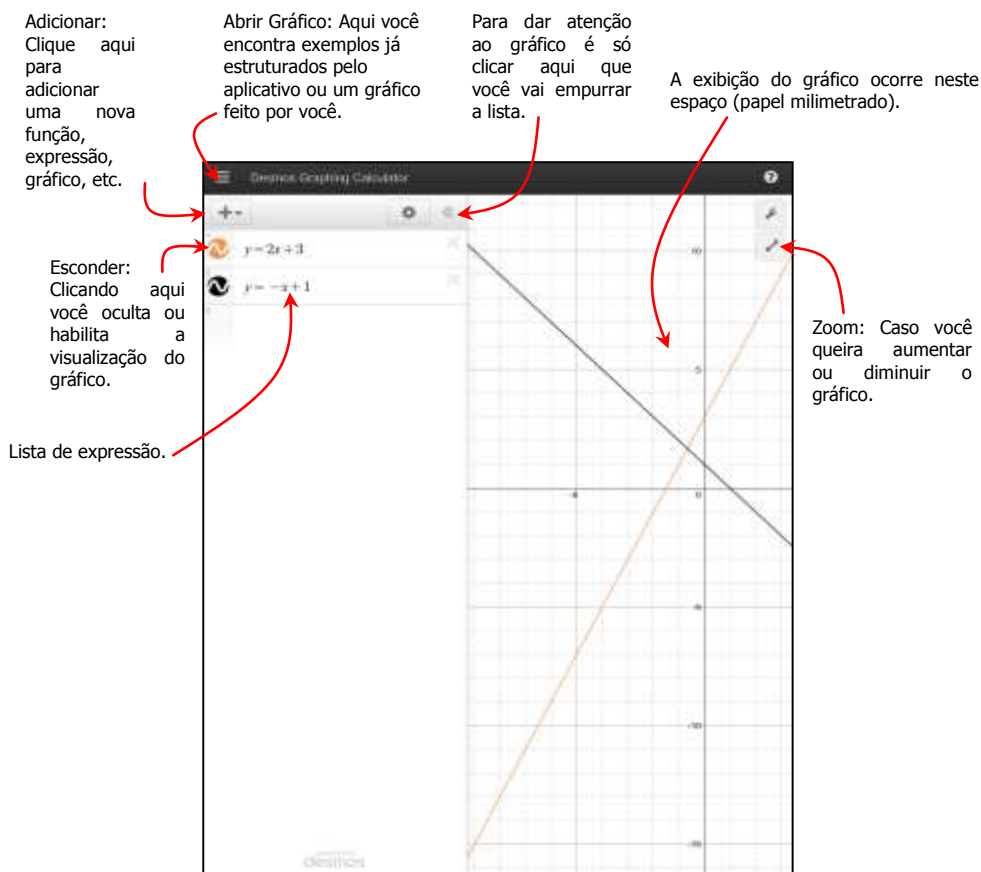 Adicionar:
Clique aqui
para
adicionar
uma nova
função,
expressão,
gráfico, etc.
Abrir Gráfico: Aqui você
encontra exemplos já
estruturados pelo
aplicativo ou um gráfico
feito por você.
Para dar atenção
ao gráfico é só
clicar aqui que
você vai empurrar
a lista.
A exibição do gráfico ocorre neste
espaço (papel milimetrado).
Desmos Graphing Calculator
y=2x+3
y=-x+1
Esconder:
Clicando aqui
você oculta ou
habilita a
visualização do
gráfico.
Lista de expressão.
Zoom: Caso você
queira aumentar
ou diminuir o
gráfico.
10
5
0
-10
desmos